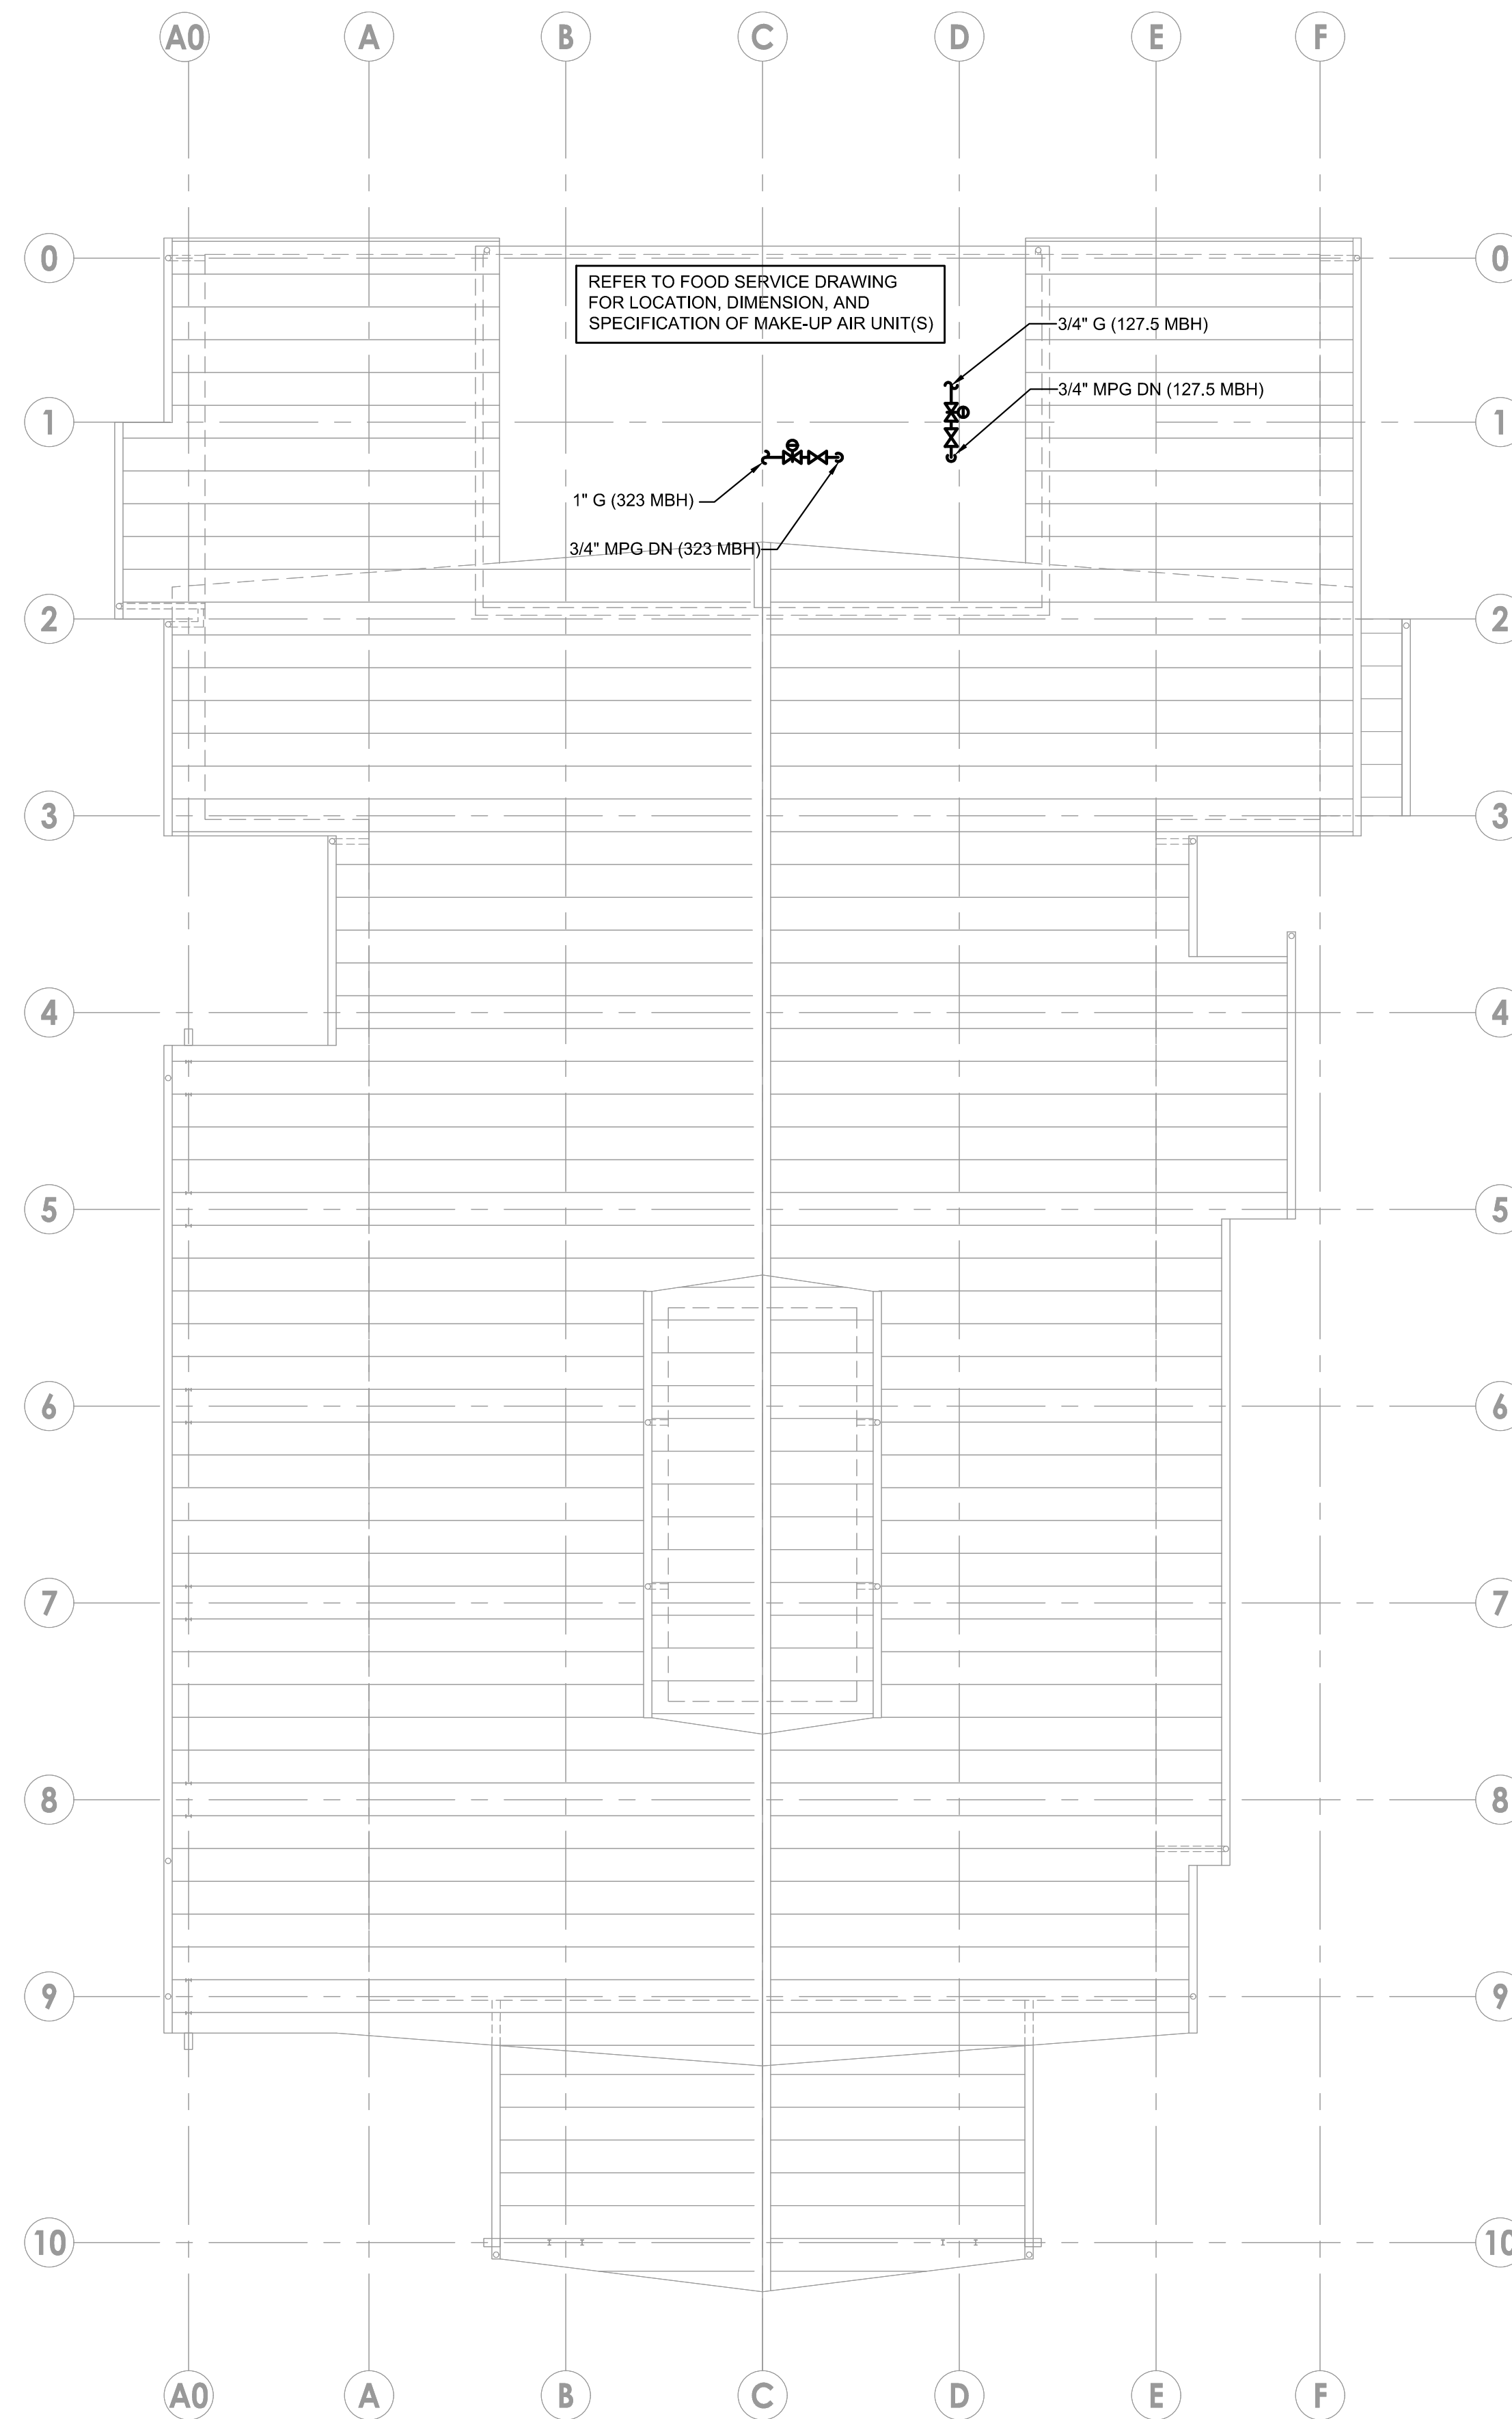 A0 A B C D E F
0 0
REFER TO FOOD SERVICE DRAWING
FOR LOCATION, DIMENSION, AND
SPECIFICATION OF MAKE-UP AIR UNIT(S)
3/4" G (127.5 MBH)
3/4" MPG DN (127.5 MBH)
1 1
1" G (323 MBH)
3/4" MPG DN (323 MBH)
2 2
3 3
4 4
5 5
6 6
7 7
8 8
9 9
10 10
A0 A B C D E F